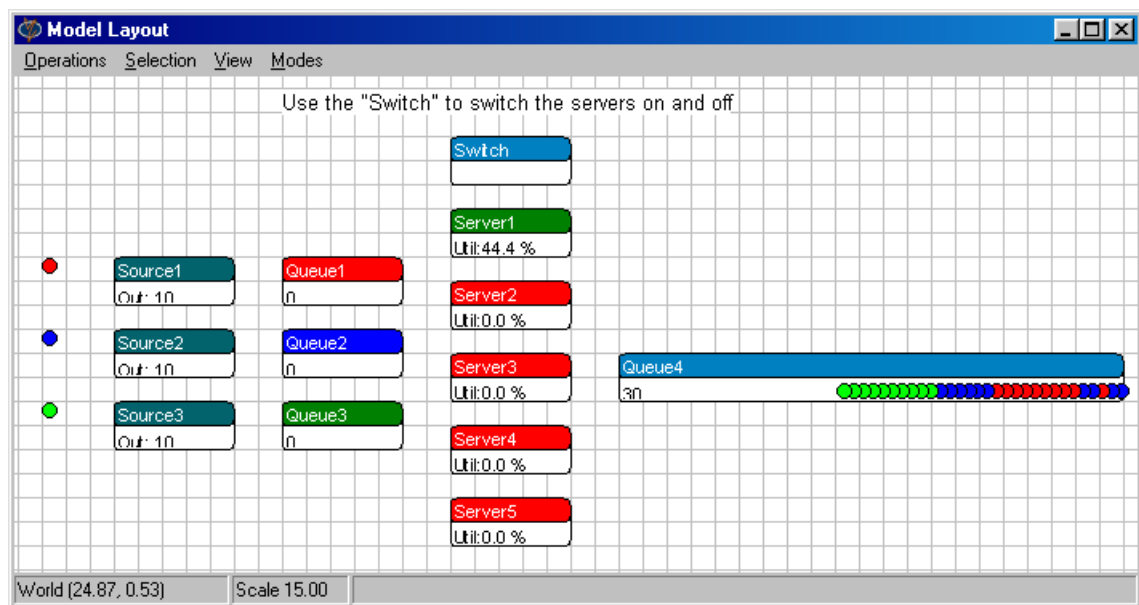 Model Layout
Operations Selection View Modes
Use the "Switch" to switch the servers on and off
Switch
Server1
Util:44.4 %
Source1 Queue1
Out: 10 0
Server2
Util:0.0 %
Source2 Queue2
Out: 10 0
Server3 Queue4
Util:0.0 % 30
Source3 Queue3
Out: 10 0
Server4
Util:0.0 %
Server5
Util:0.0 %
World (24.87, 0.53) Scale 15.00